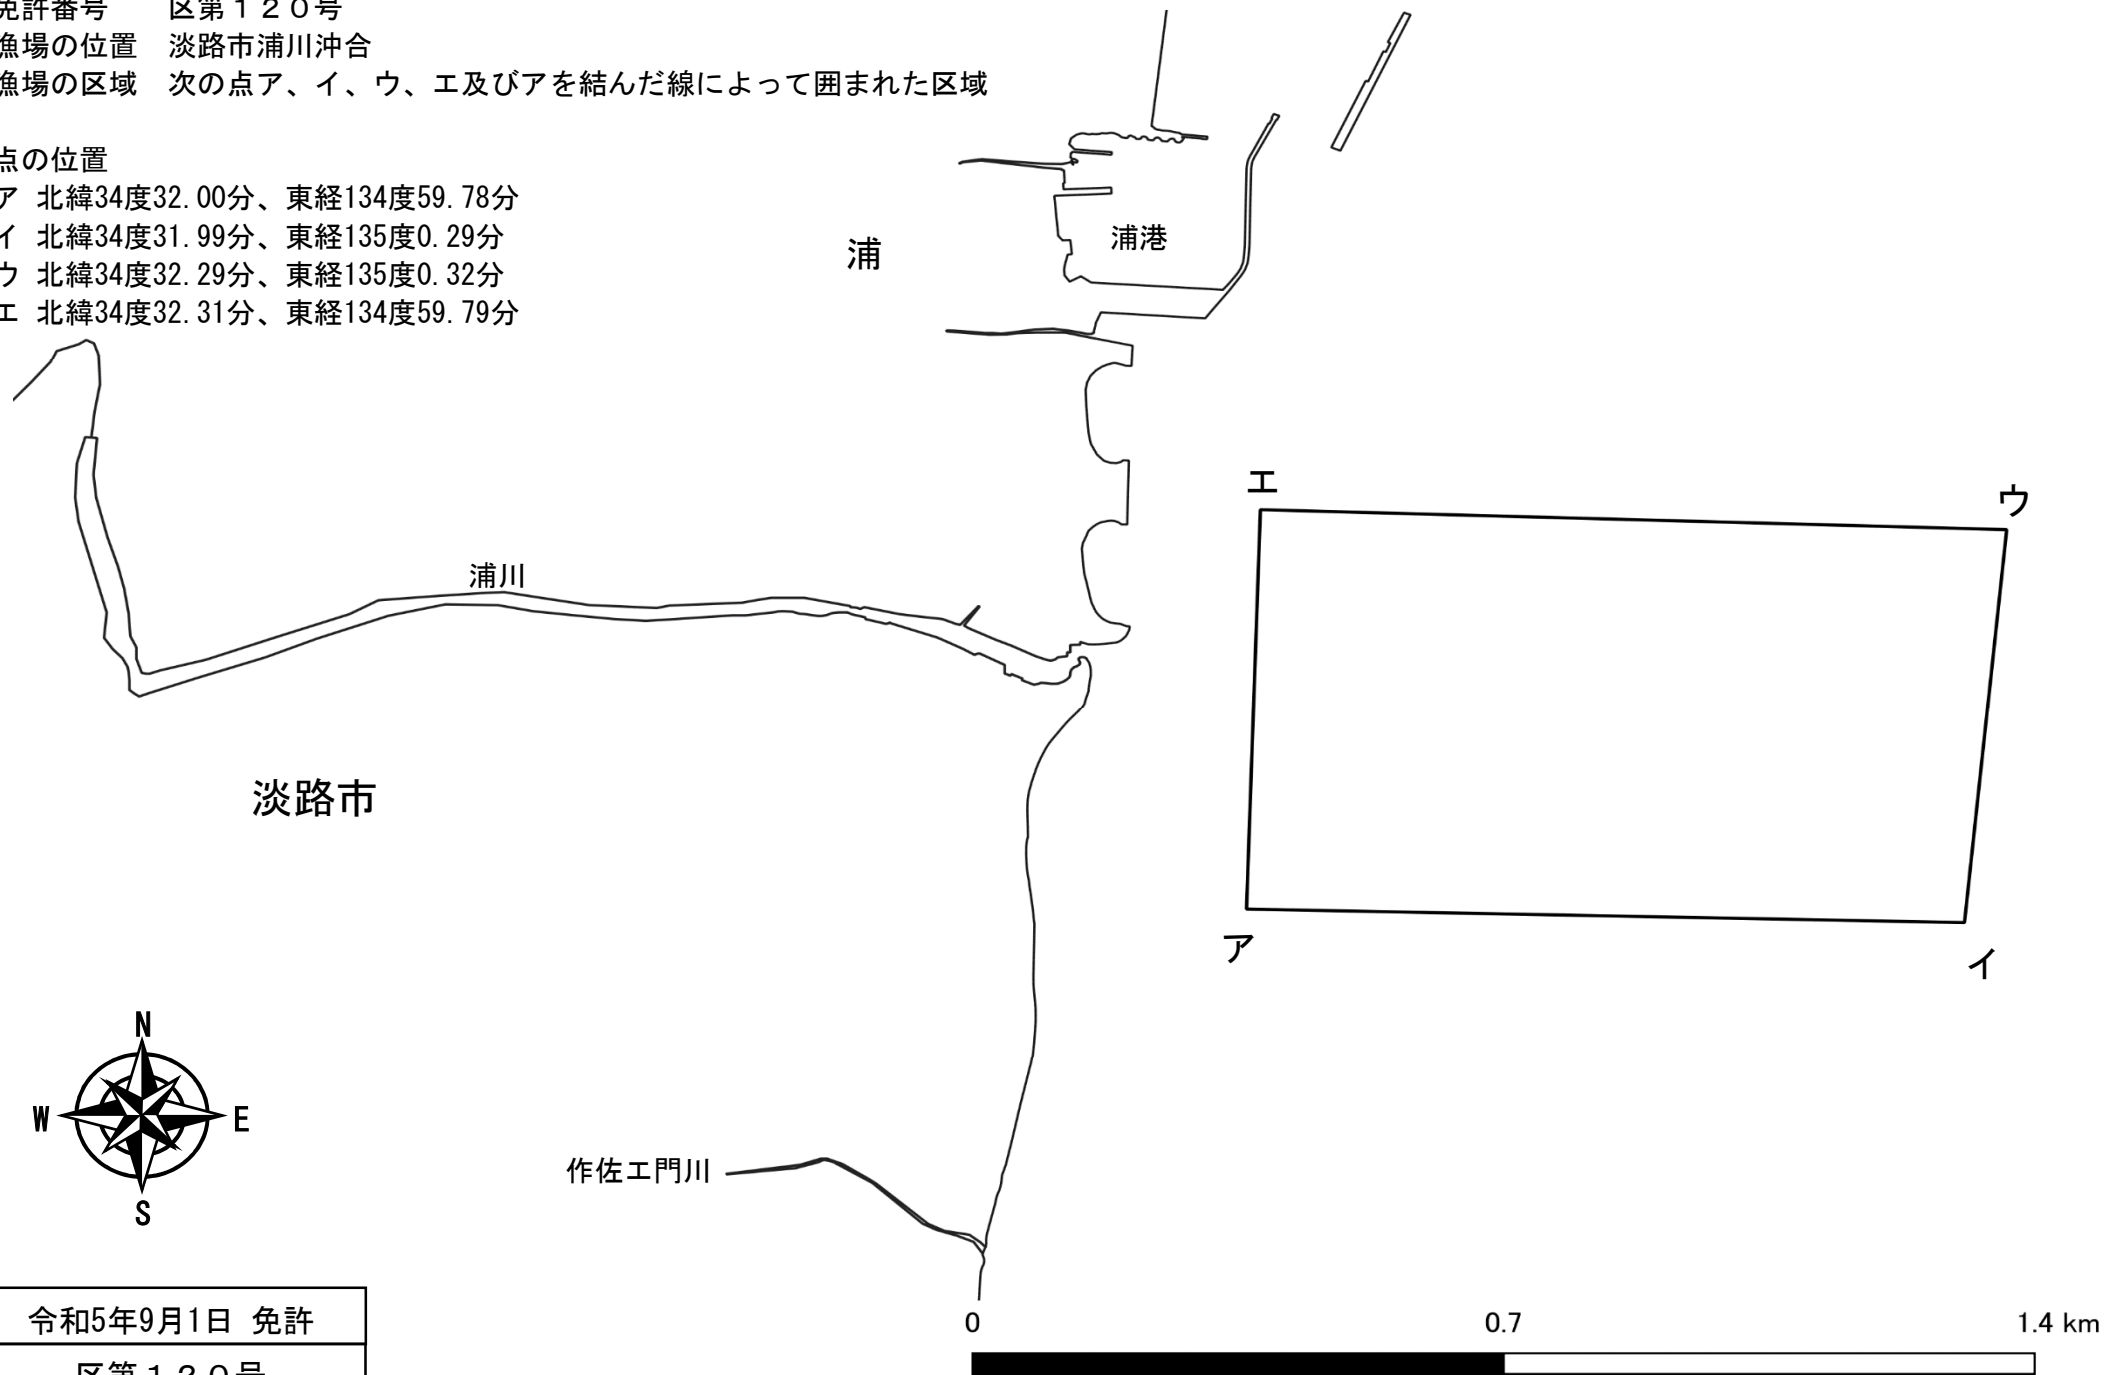 免許番号　　区第１２０号
漁場の位置　淡路市浦川沖合
漁場の区域　次の点ア、イ、ウ、エ及びアを結んだ線によって囲まれた区域
点の位置
ア 北緯34度32.00分、東経134度59.78分
イ 北緯34度31.99分、東経135度0.29分
ウ 北緯34度32.29分、東経135度0.32分
エ 北緯34度32.31分、東経134度59.79分
浦
浦港
エ
ウ
浦川
淡路市
ア
イ
N
W
E
S
作佐エ門川
令和5年9月1日 免許
区第１２０号
0
0.7
1.4 km